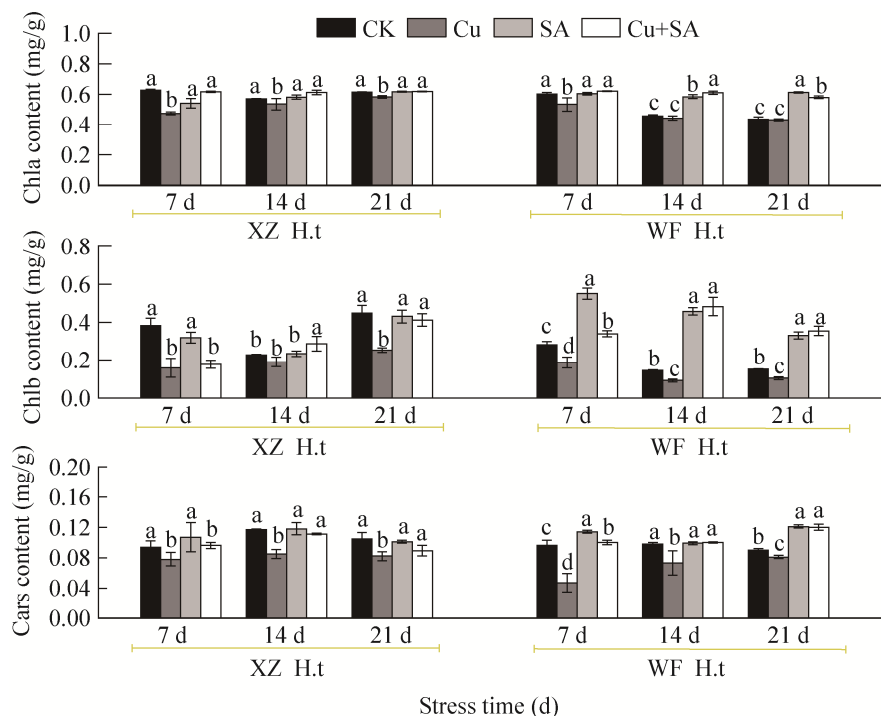 CK Cu SA Cu+SA
Chla content (mg/g)
1.0
0.8
0.6
0.4
0.2
0.0
a b a a a b a a a b a a a b a a c c b a c c a b
7 d 14 d 21 d 7 d 14 d 21 d
XZ H.t WF H.t
Chlb content (mg/g)
0.8
0.6
0.4
0.2
0.0
a b a b b b b a a b a a c d a b b c a a b c a a
7 d 14 d 21 d 7 d 14 d 21 d
XZ H.t WF H.t
Cars content (mg/g)
0.20
0.16
0.12
0.08
0.04
0.00
a b a b a b a a a b a a c d a b a b a a b c a a
7 d 14 d 21 d 7 d 14 d 21 d
XZ H.t WF H.t
Stress time (d)